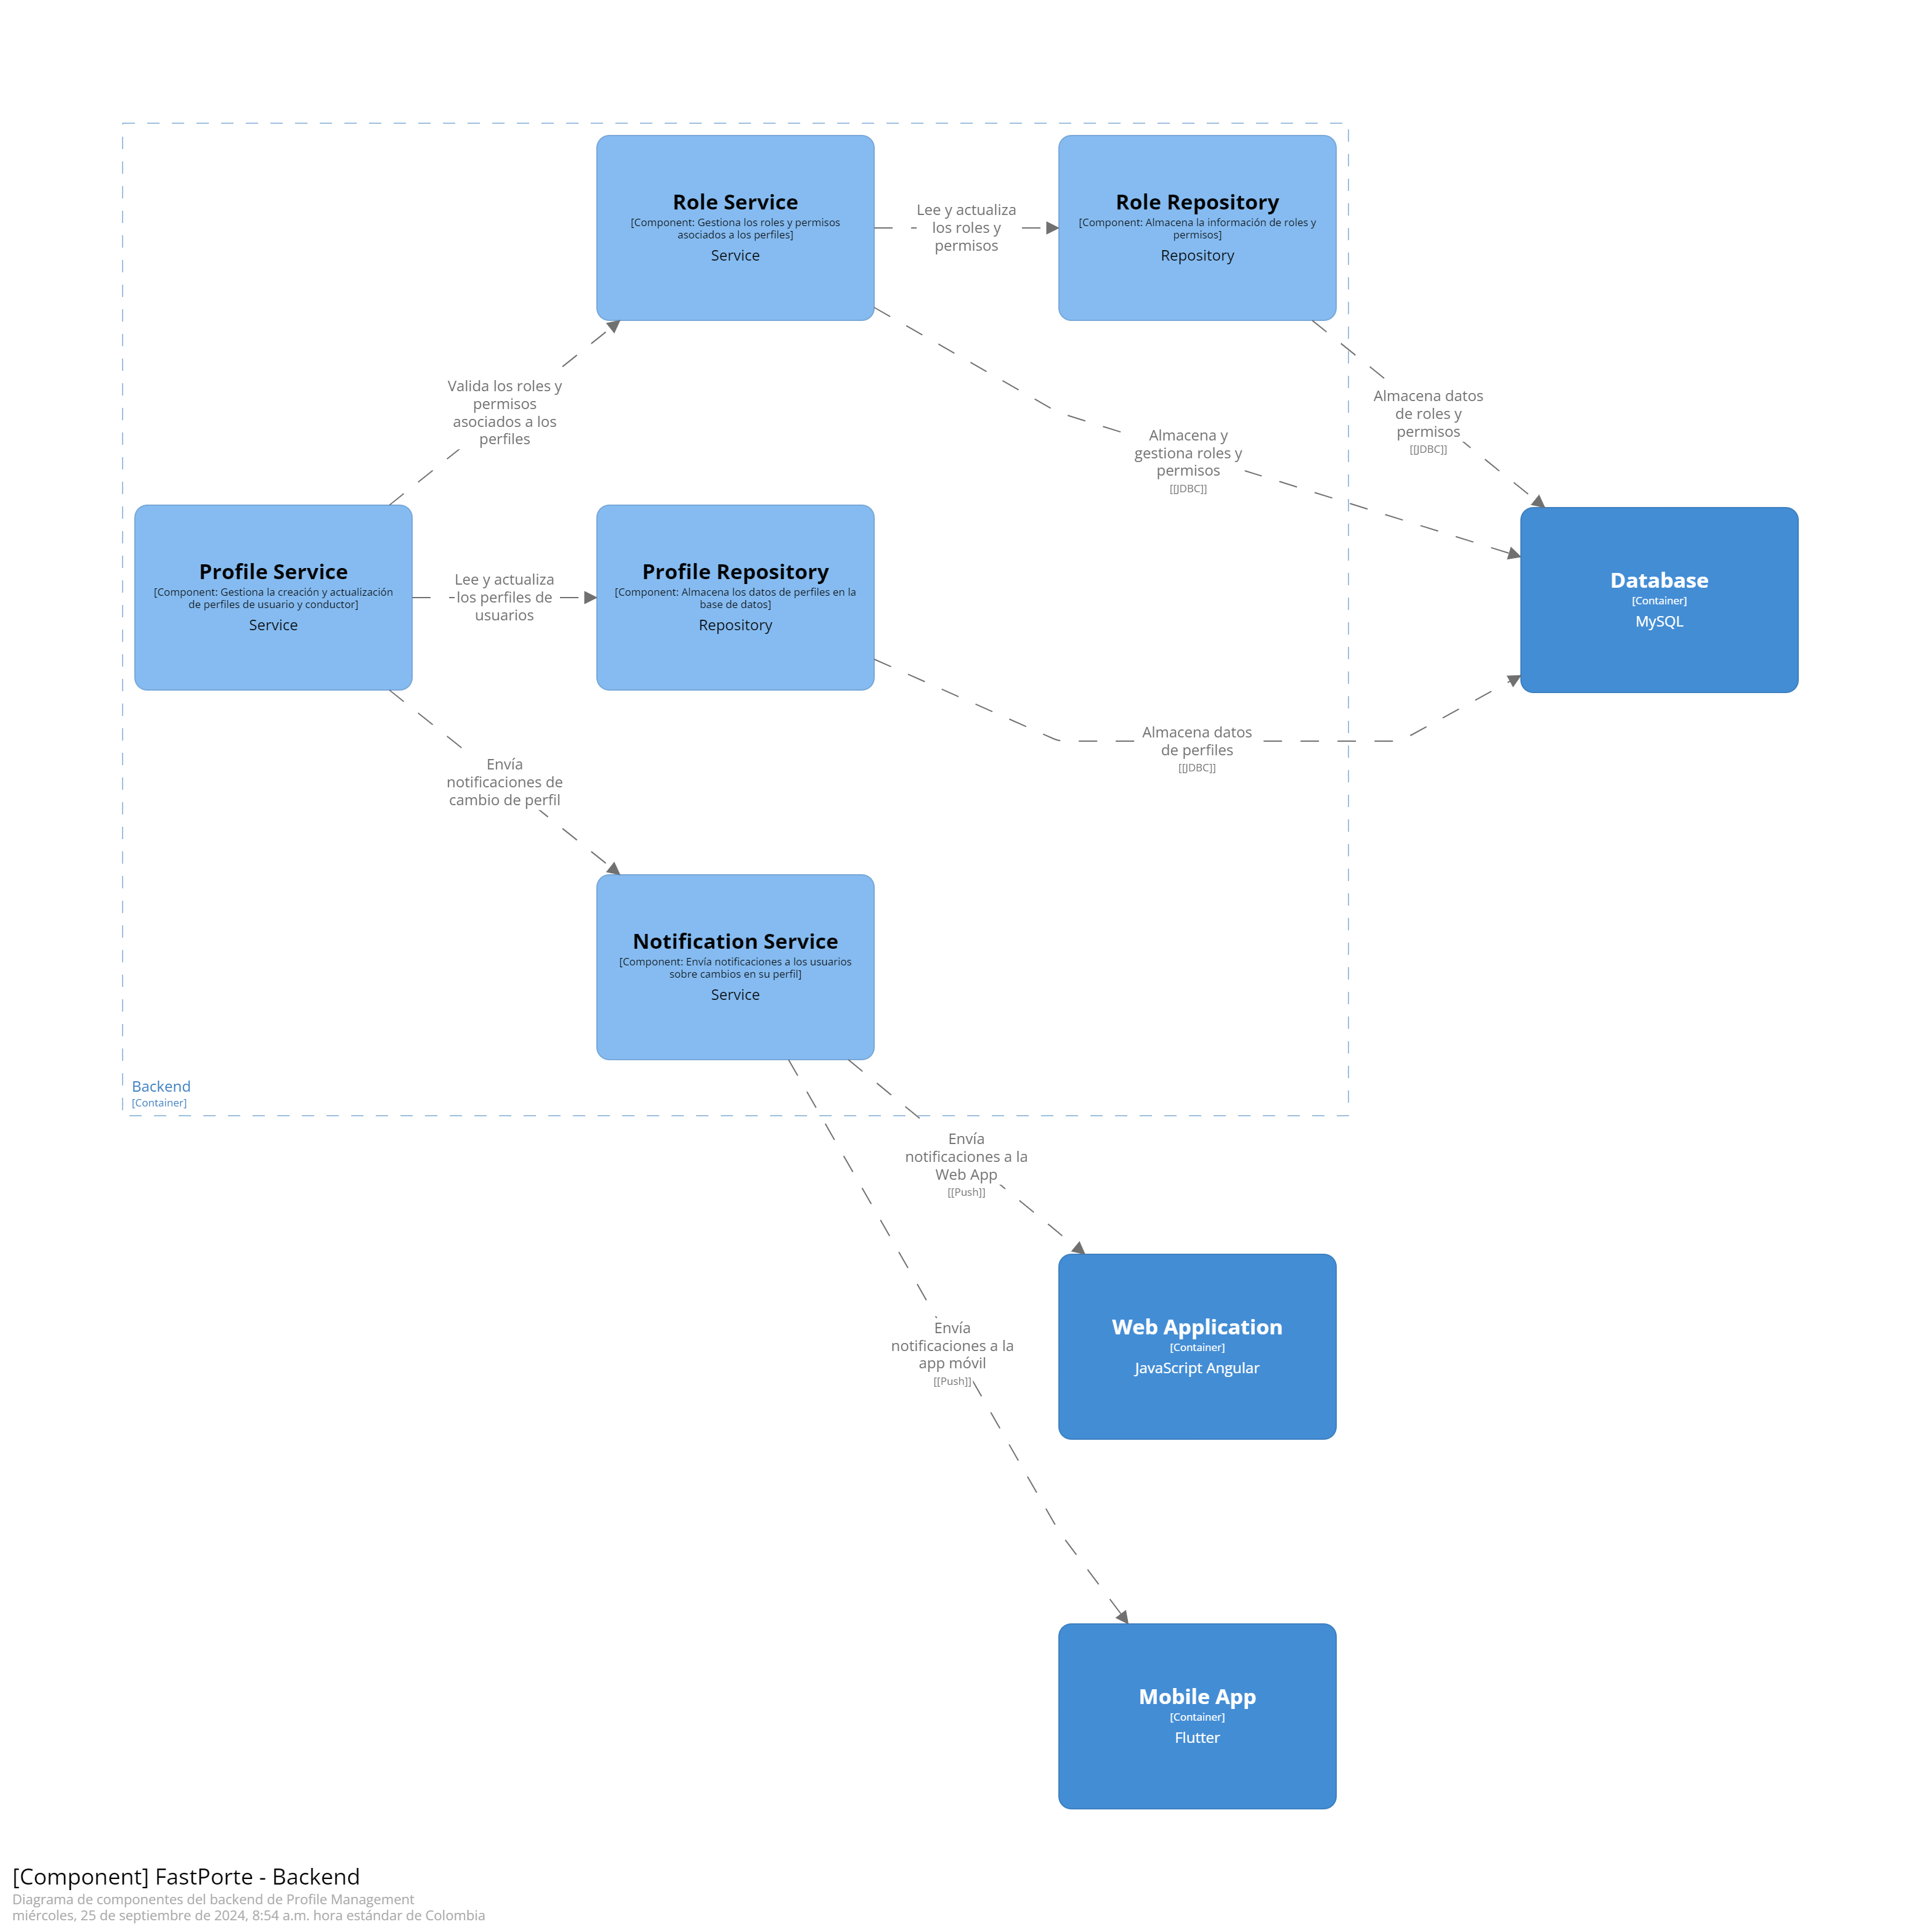 Role Service
[Component: Gestiona los roles y permisos
asociados a los perfiles]
Service
Lee y actualiza
los roles y
permisos
Role Repository
[Component: Almacena la información de roles y
permisos]
Repository
Valida los roles y
permisos
asociados a los
perfiles
Almacena y
gestiona roles y
permisos
[[JDBC]]
Almacena datos
de roles y
permisos
[[JDBC]]
Profile Service
[Component: Gestiona la creación y actualización
de perfiles de usuario y conductor]
Service
Lee y actualiza
los perfiles de
usuarios
Profile Repository
[Component: Almacena los datos de perfiles en la
base de datos]
Repository
Database
[Container]
MySQL
Almacena datos
de perfiles
[[JDBC]]
Envía
notificaciones de
cambio de perfil
Notification Service
[Component: Envía notificaciones a los usuarios
sobre cambios en su perfil]
Service
Backend
[Container]
Envía
notificaciones a la
Web App
[[Push]]
Envía
notificaciones a la
app móvil
[[Push]]
Web Application
[Container]
JavaScript Angular
Mobile App
[Container]
Flutter
[Component] FastPorte - Backend
Diagrama de componentes del backend de Profile Management
miércoles, 25 de septiembre de 2024, 8:54 a.m. hora estándar de Colombia